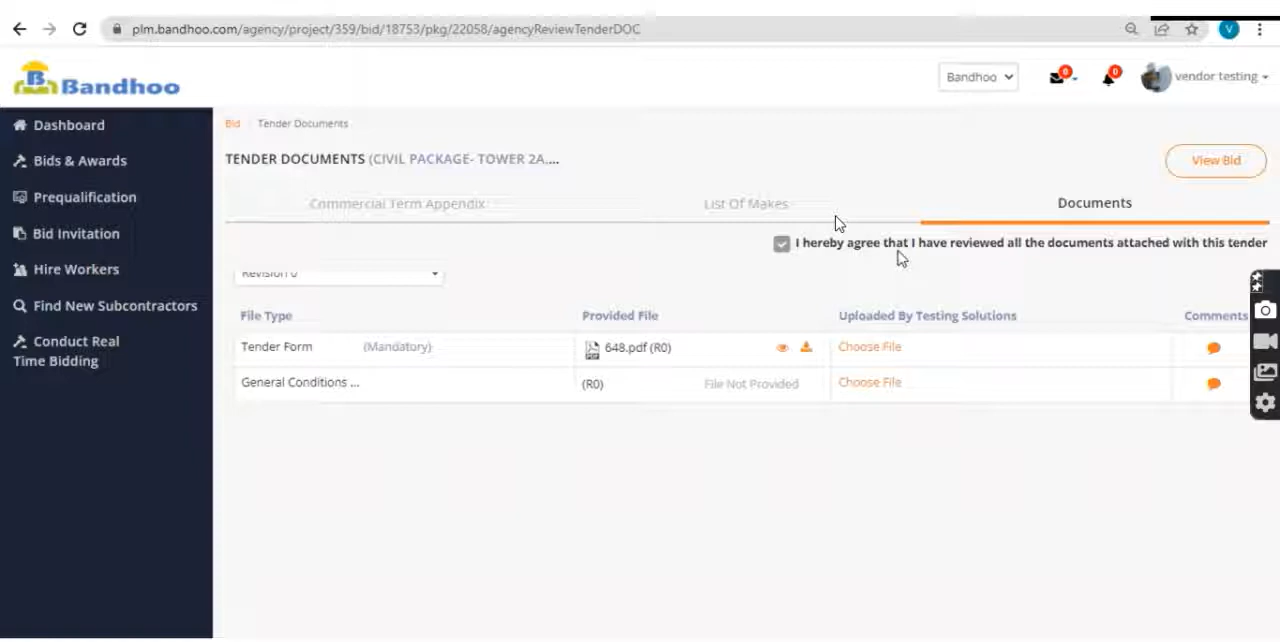 plm.bandhoo.com/agency/project/359/bid/18753/pkg/22058/agencyReviewTenderDOC
V
B
Bandhoo
Bandhoo
0
0
vendor testing
Dashboard
Bids & Awards
Prequalification
Bid Invitation
Hire Workers
Find New Subcontractors
Conduct Real
Time Bidding
Bid Tender Documents
TENDER DOCUMENTS (CIVIL PACKAGE- TOWER 2A....
View Bid
Commercial Term Appendix
List Of Makes
Documents
I hereby agree that I have reviewed all the documents attached with this tender
Revision 0
File Type Provided File Uploaded By Testing Solutions Comments
Tender Form (Mandatory) 648.pdf (R0) Choose File
General Conditions ... (R0) File Not Provided Choose File